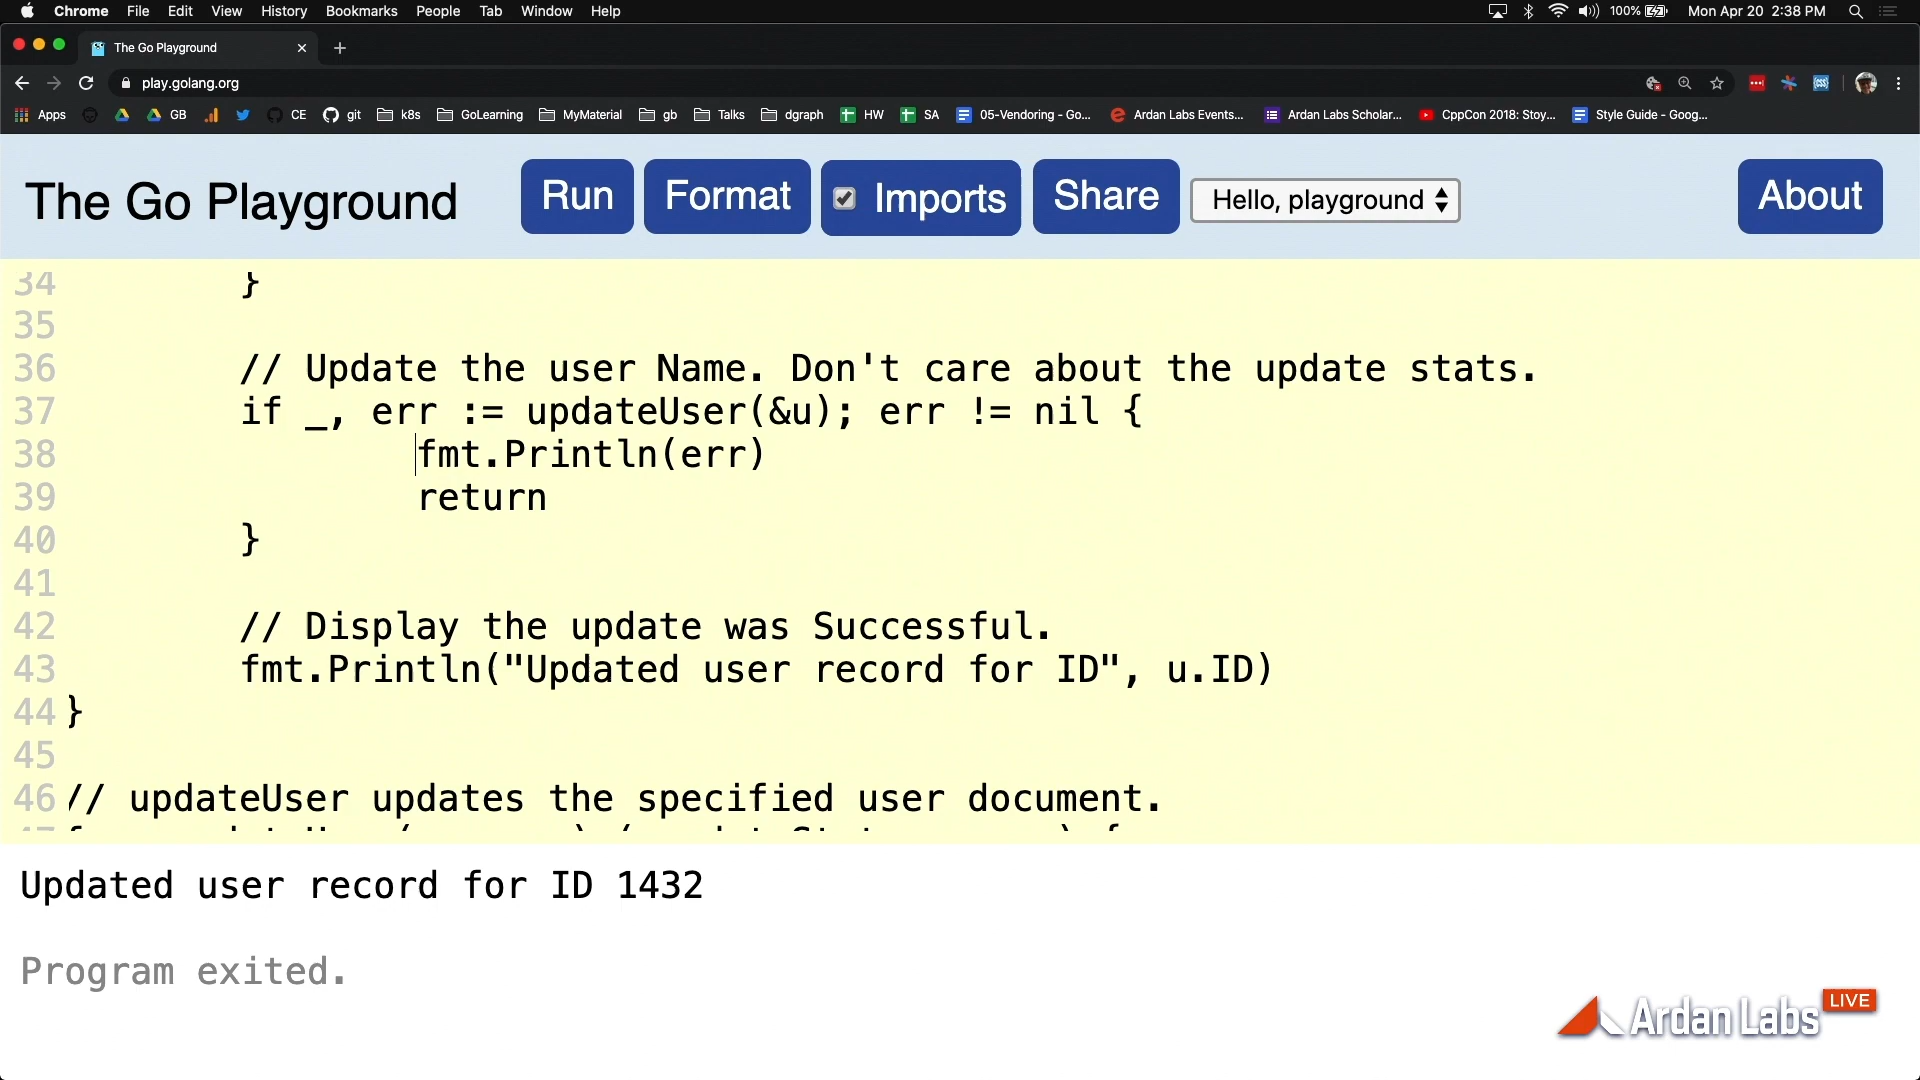 Chrome File Edit View History Bookmarks People Tab Window Help 100% Mon Apr 20 2:38 PM
The Go Playground
play.golang.org
Apps GB CE git k8s GoLearning MyMaterial gb Talks dgraph HW SA 05-Vendoring - Go... Ardan Labs Events... Ardan Labs Scholar... CppCon 2018: Stoy... Style Guide - Goog...
The Go Playground Run Format Imports Share Hello, playground About
34 }
35
36 // Update the user Name. Don't care about the update stats.
37 if _, err := updateUser(&u); err != nil {
38 fmt.Println(err)
39 return
40 }
41
42 // Display the update was Successful.
43 fmt.Println("Updated user record for ID", u.ID)
44 }
45
46 // updateUser updates the specified user document.
Updated user record for ID 1432
Program exited.
Ardan Labs LIVE